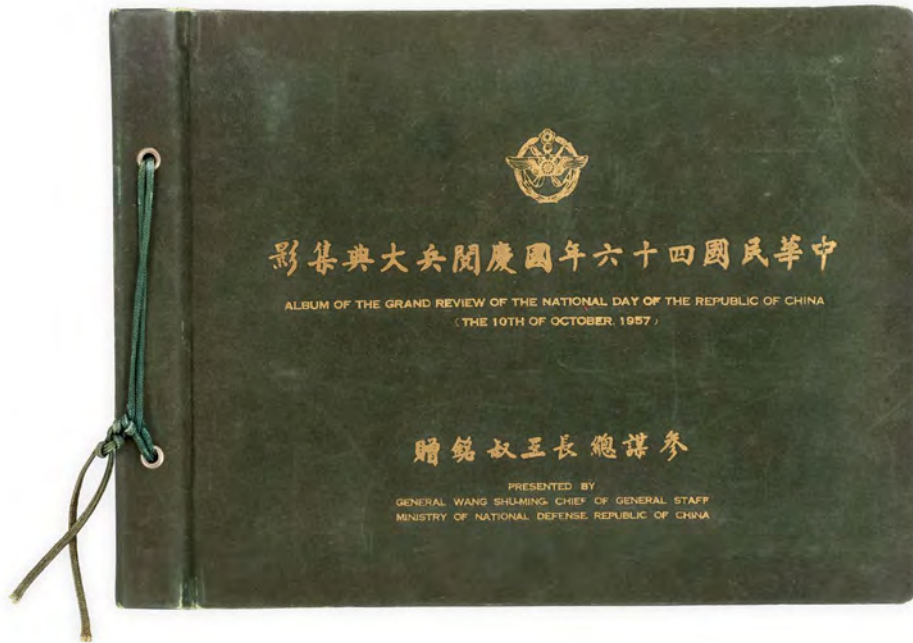 中華民國四十六年國慶閱兵大典集影
ALBUM OF THE GRAND REVIEW OF THE NATIONAL DAY OF THE REPUBLIC OF CHINA
(THE 10TH OF OCTOBER, 1957)
參謀總長王叔銘贈
PRESENTED BY
GENERAL WANG SHU-MING, CHIEF OF GENERAL STAFF
MINISTRY OF NATIONAL DEFENSE, REPUBLIC OF CHINA